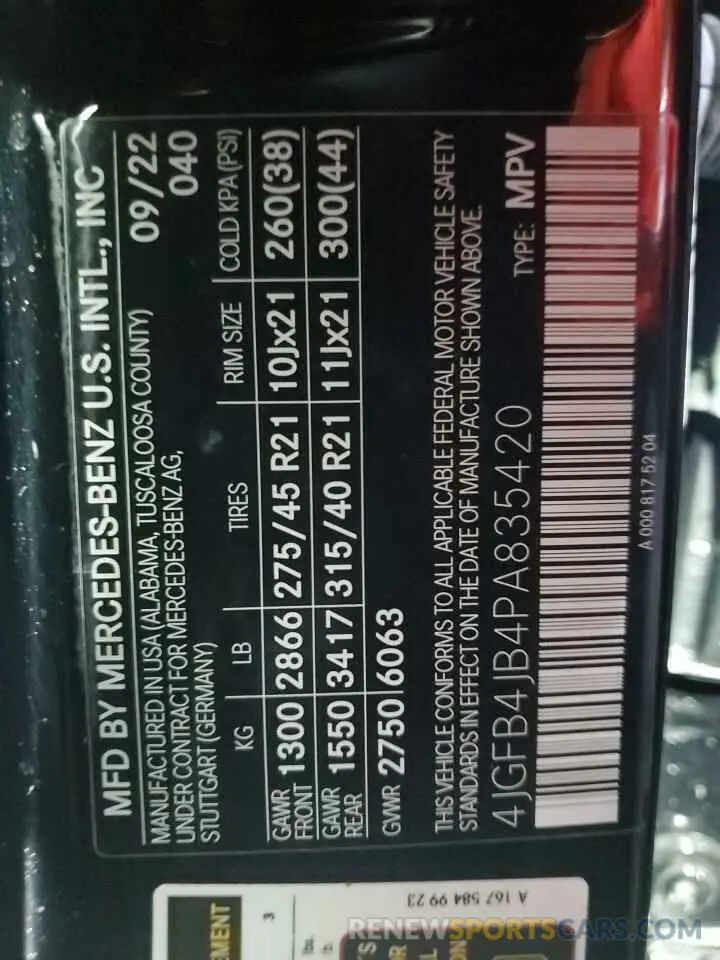 MFD BY MERCEDES-BENZ U.S. INTL., INC
MANUFACTURED IN USA (ALABAMA, TUSCALOOSA COUNTY) 09/22
UNDER CONTRACT FOR MERCEDES-BENZ AG, 040
STUTTGART (GERMANY)
KG LB TIRES RIM SIZE COLD KPA (PSI)
GAWR FRONT 1300 2866 275/45 R21 10Jx21 260(38)
GAWR REAR 1550 3417 315/40 R21 11Jx21 300(44)
GVWR 2750 6063
THIS VEHICLE CONFORMS TO ALL APPLICABLE FEDERAL MOTOR VEHICLE SAFETY
STANDARDS IN EFFECT ON THE DATE OF MANUFACTURE SHOWN ABOVE.
4JGFB4JB4PA835420 TYPE: MPV
A 000 817 52 04
A 167 584 99 23
3
lbs.
RENEWSPORTSCARS.COM